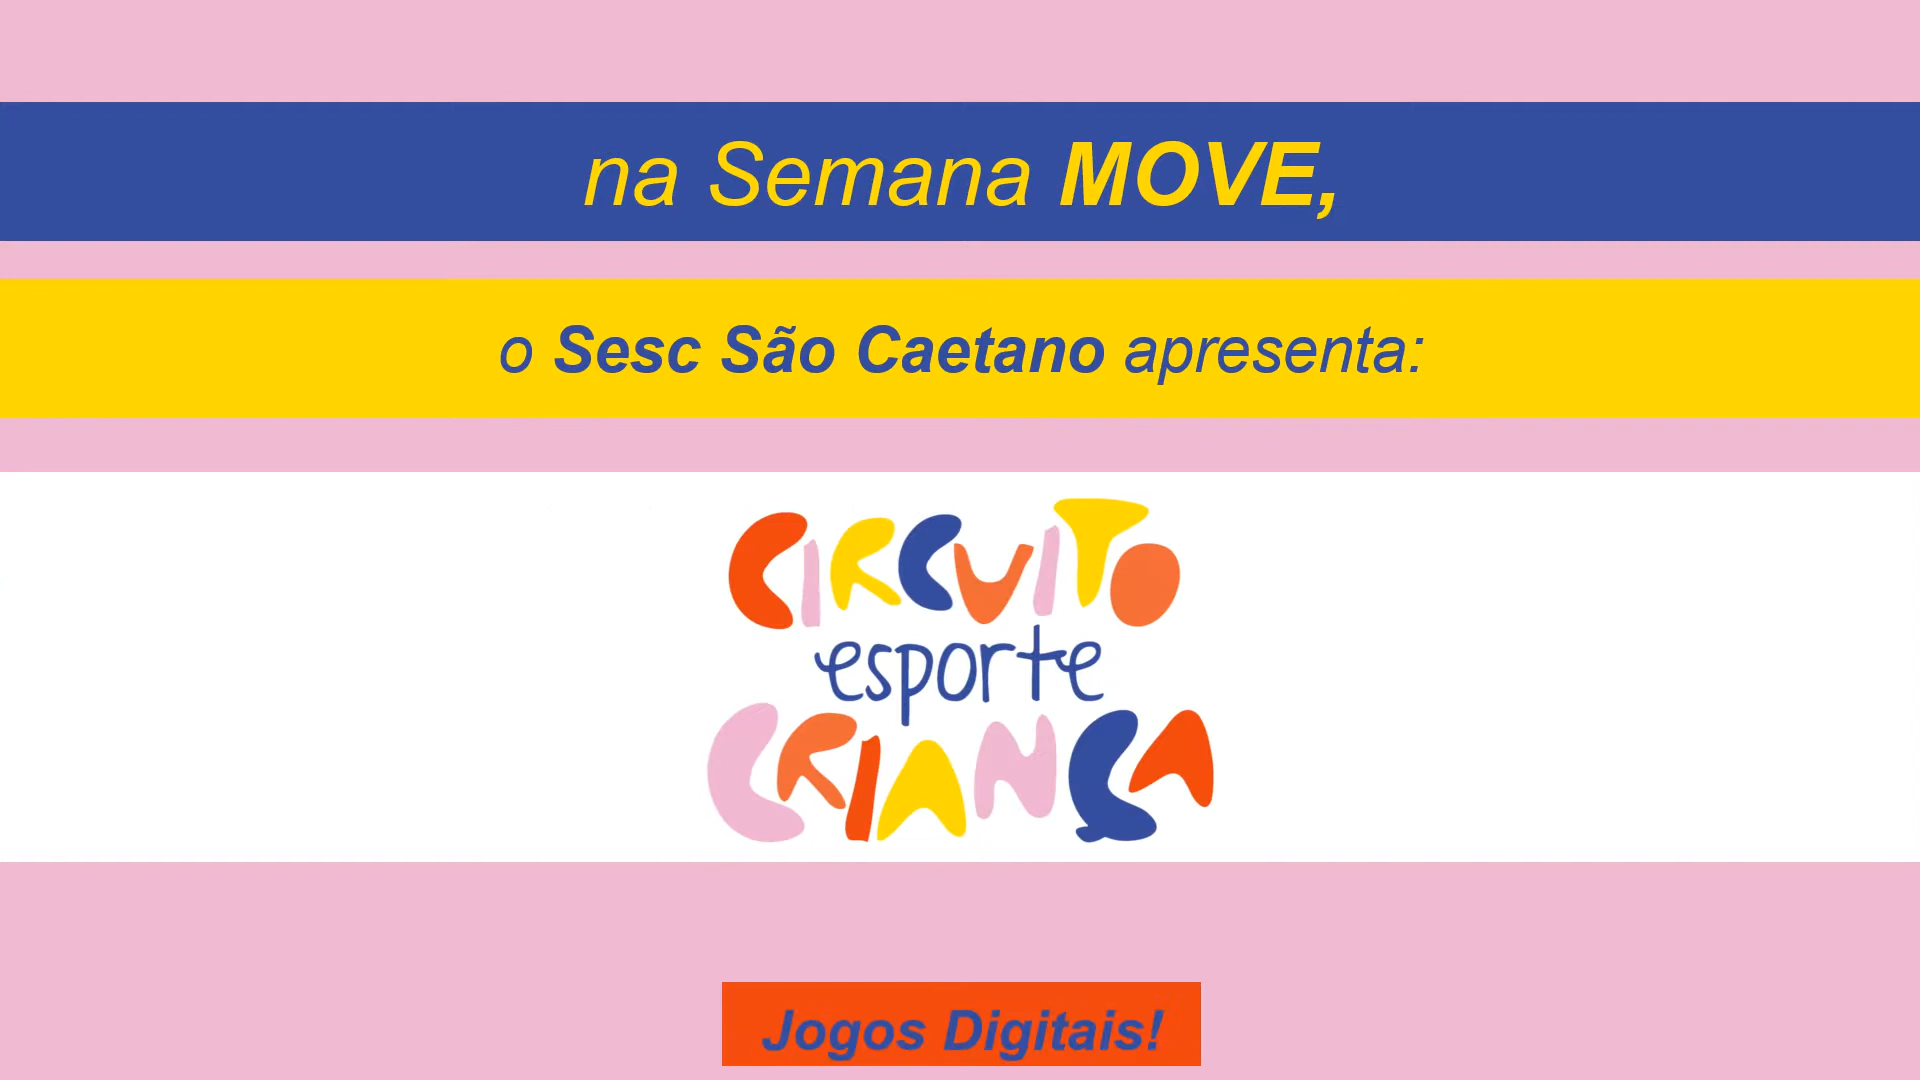 na Semana MOVE,
o Sesc São Caetano apresenta:
CIRCUITO
esporte
CRIANÇA
Jogos Digitais!